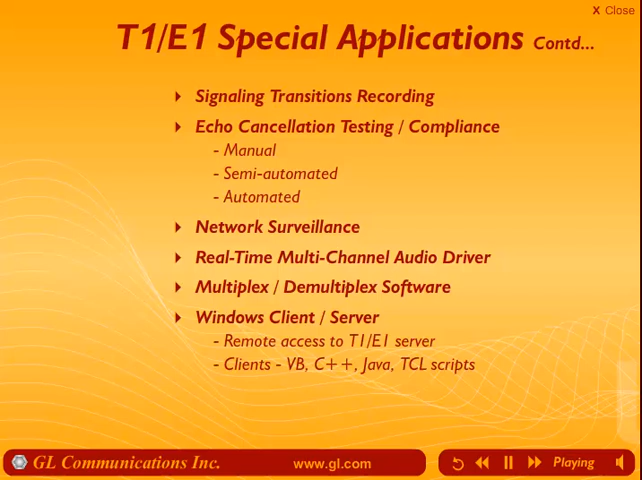 X Close
T1/E1 Special Applications Contd...
Signaling Transitions Recording
Echo Cancellation Testing / Compliance
- Manual
- Semi-automated
- Automated
Network Surveillance
Real-Time Multi-Channel Audio Driver
Multiplex / Demultiplex Software
Windows Client / Server
- Remote access to T1/E1 server
- Clients - VB, C++, Java, TCL scripts
GL Communications Inc. www.gl.com Playing